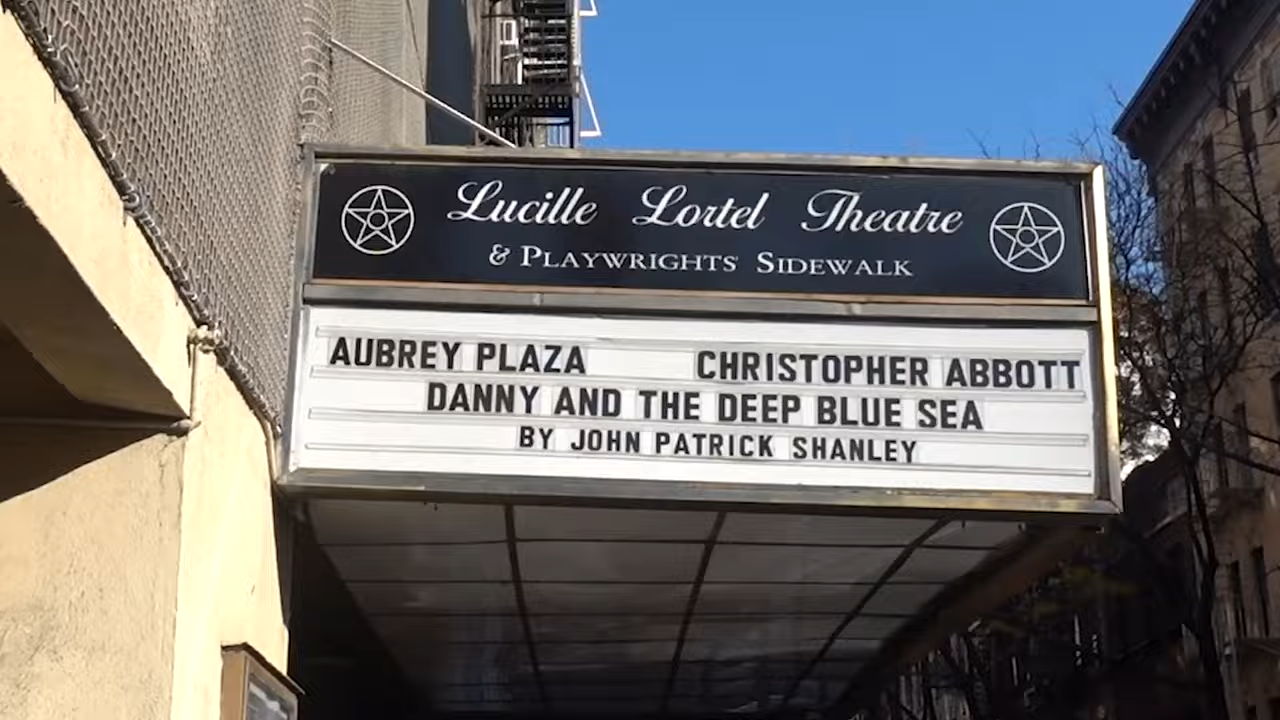 Lucille Lortel Theatre
& PLAYWRIGHTS' SIDEWALK
AUBREY PLAZA CHRISTOPHER ABBOTT
DANNY AND THE DEEP BLUE SEA
BY JOHN PATRICK SHANLEY